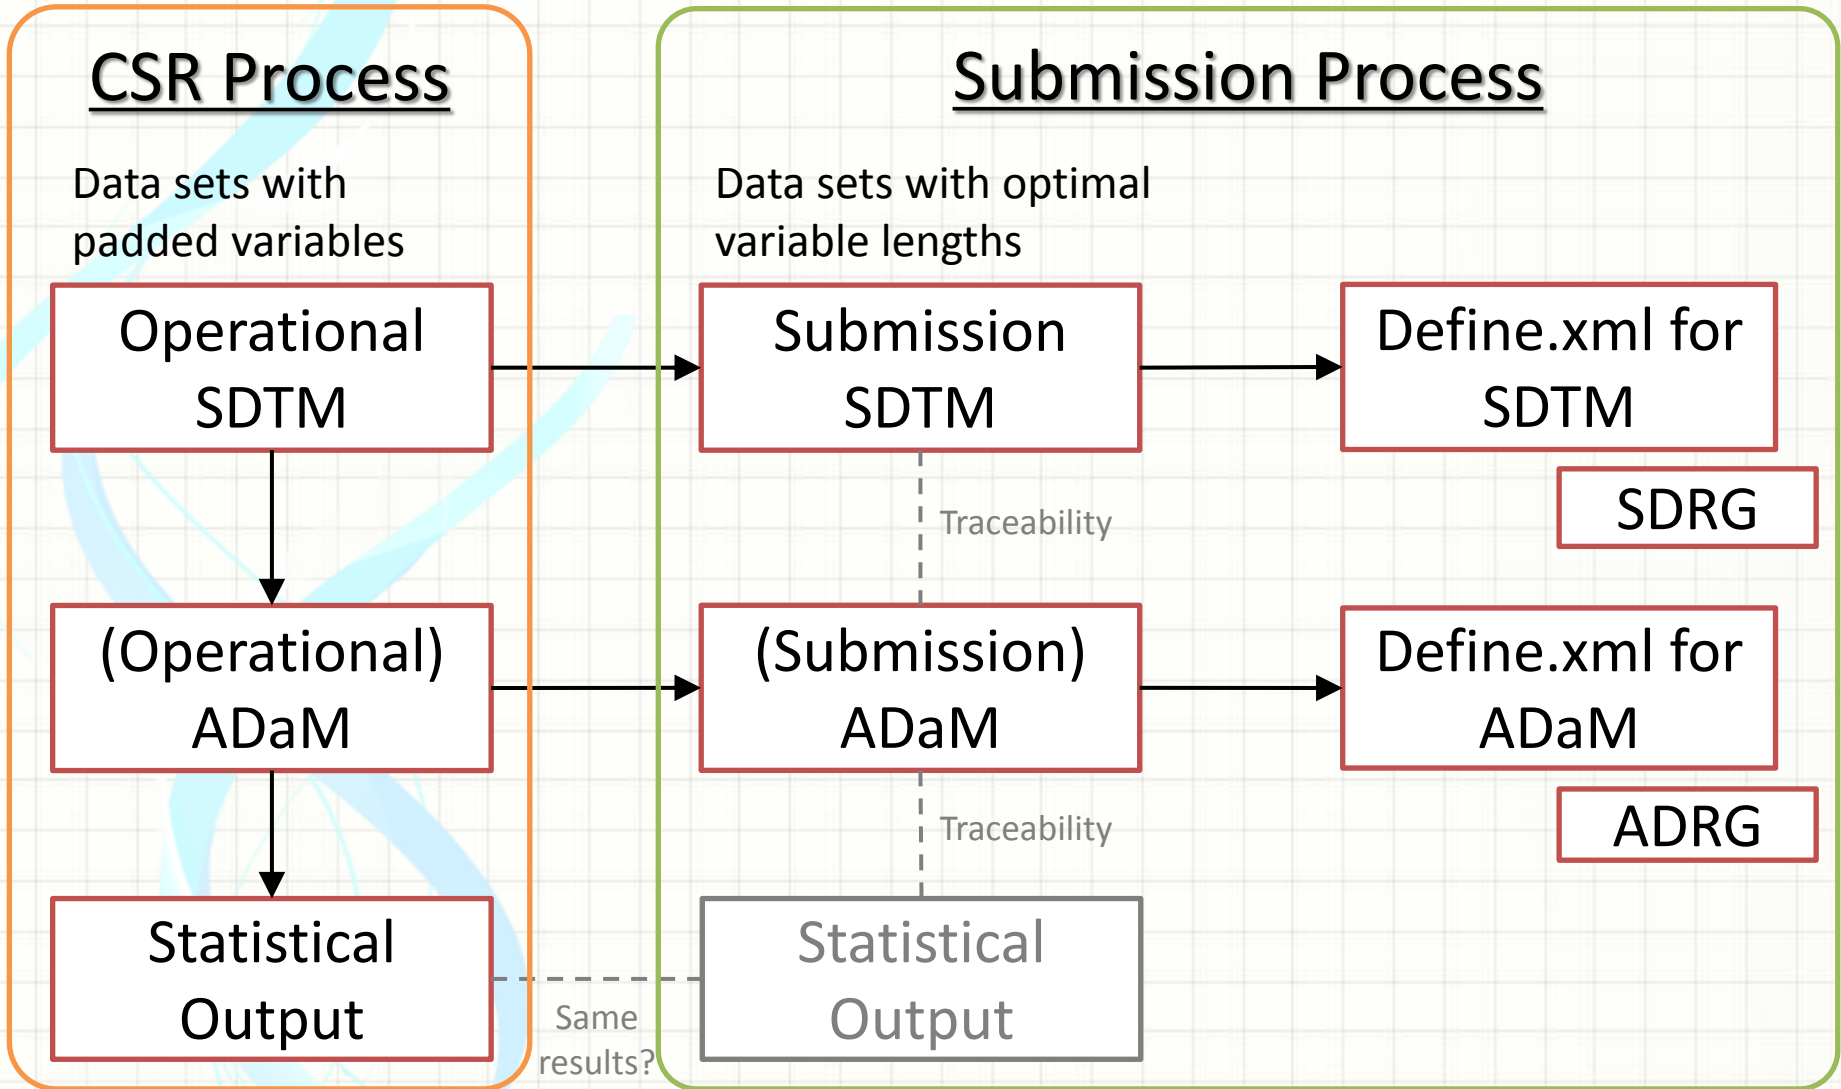 CSR Process
Data sets with
padded variables
Operational
SDTM
(Operational)
ADaM
Statistical
Output
Same
results?
Submission Process
Data sets with optimal
variable lengths
Submission
SDTM
Traceability
(Submission)
ADaM
Traceability
Statistical
Output
Define.xml for
SDTM
SDRG
Define.xml for
ADaM
ADRG